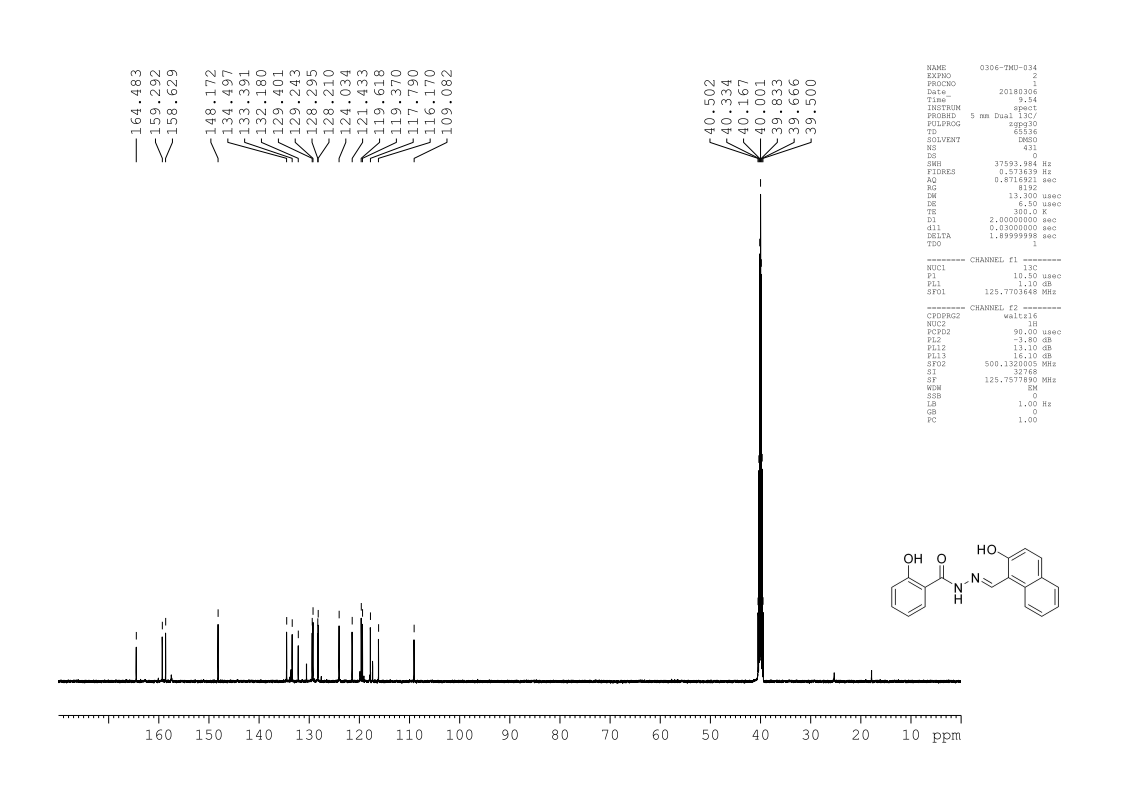 164.483
159.292
158.629
148.172
134.497
133.391
132.180
129.401
129.243
128.295
128.210
124.034
121.433
119.618
119.370
117.790
116.170
109.082
40.502
40.334
40.167
40.001
39.833
39.666
39.500
NAME 0306-TMU-034
EXPNO 2
PROCNO 1
Date_ 20180306
Time 9.54
INSTRUM spect
PROBHD 5 mm Dual 13C/
PULPROG zgpg30
TD 65536
SOLVENT DMSO
NS 431
DS 0
SWH 37593.984 Hz
FIDRES 0.573639 Hz
AQ 0.8716921 sec
RG 8192
DW 13.300 usec
DE 6.50 usec
TE 300.0 K
D1 2.00000000 sec
d11 0.03000000 sec
DELTA 1.89999998 sec
TD0 1
======== CHANNEL f1 ========
NUC1 13C
P1 10.50 usec
PL1 1.10 dB
SFO1 125.7703648 MHz
======== CHANNEL f2 ========
CPDPRG2 waltz16
NUC2 1H
PCPD2 90.00 usec
PL2 -3.80 dB
PL12 13.10 dB
PL13 16.10 dB
SFO2 500.1320005 MHz
SI 32768
SF 125.7577890 MHz
WDW EM
SSB 0
LB 1.00 Hz
GB 0
PC 1.00
OH O HO
N
N
H
160 150 140 130 120 110 100 90 80 70 60 50 40 30 20 10 ppm